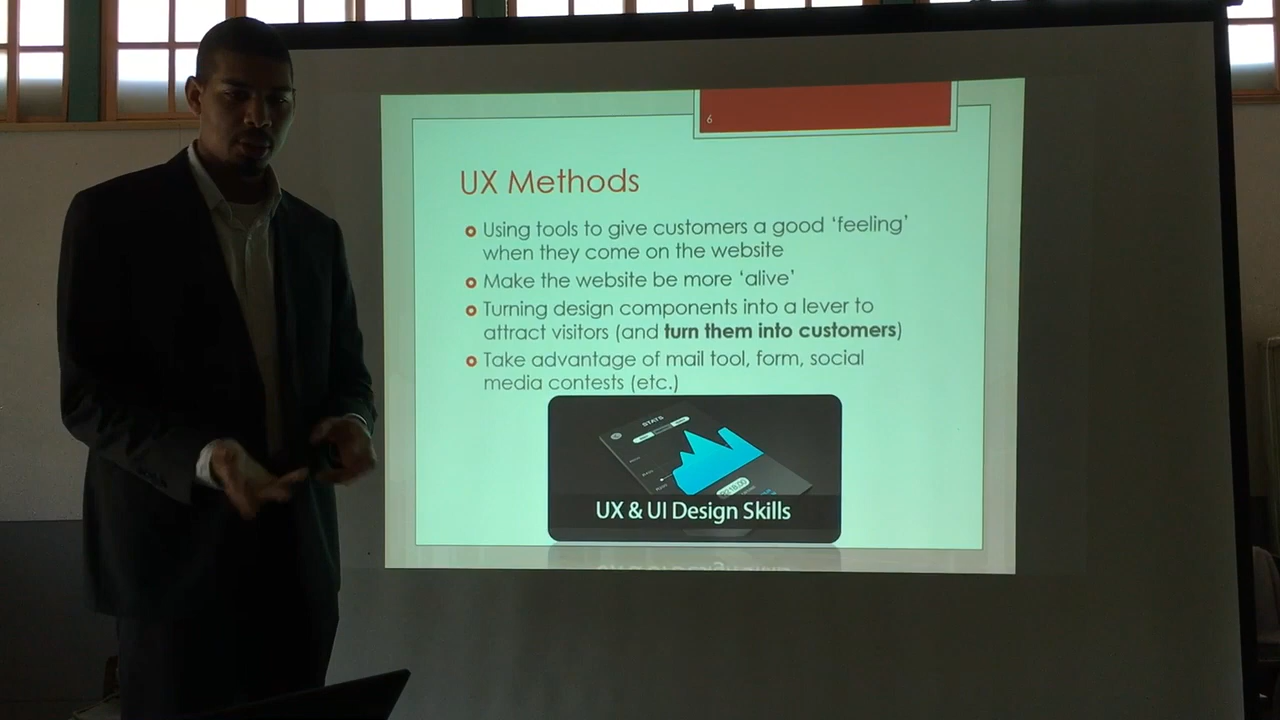 6
UX Methods
Using tools to give customers a good ‘feeling’
when they come on the website
Make the website be more ‘alive’
Turning design components into a lever to
attract visitors (and turn them into customers)
Take advantage of mail tool, form, social
media contests (etc.)
STATS
UX & UI Design Skills